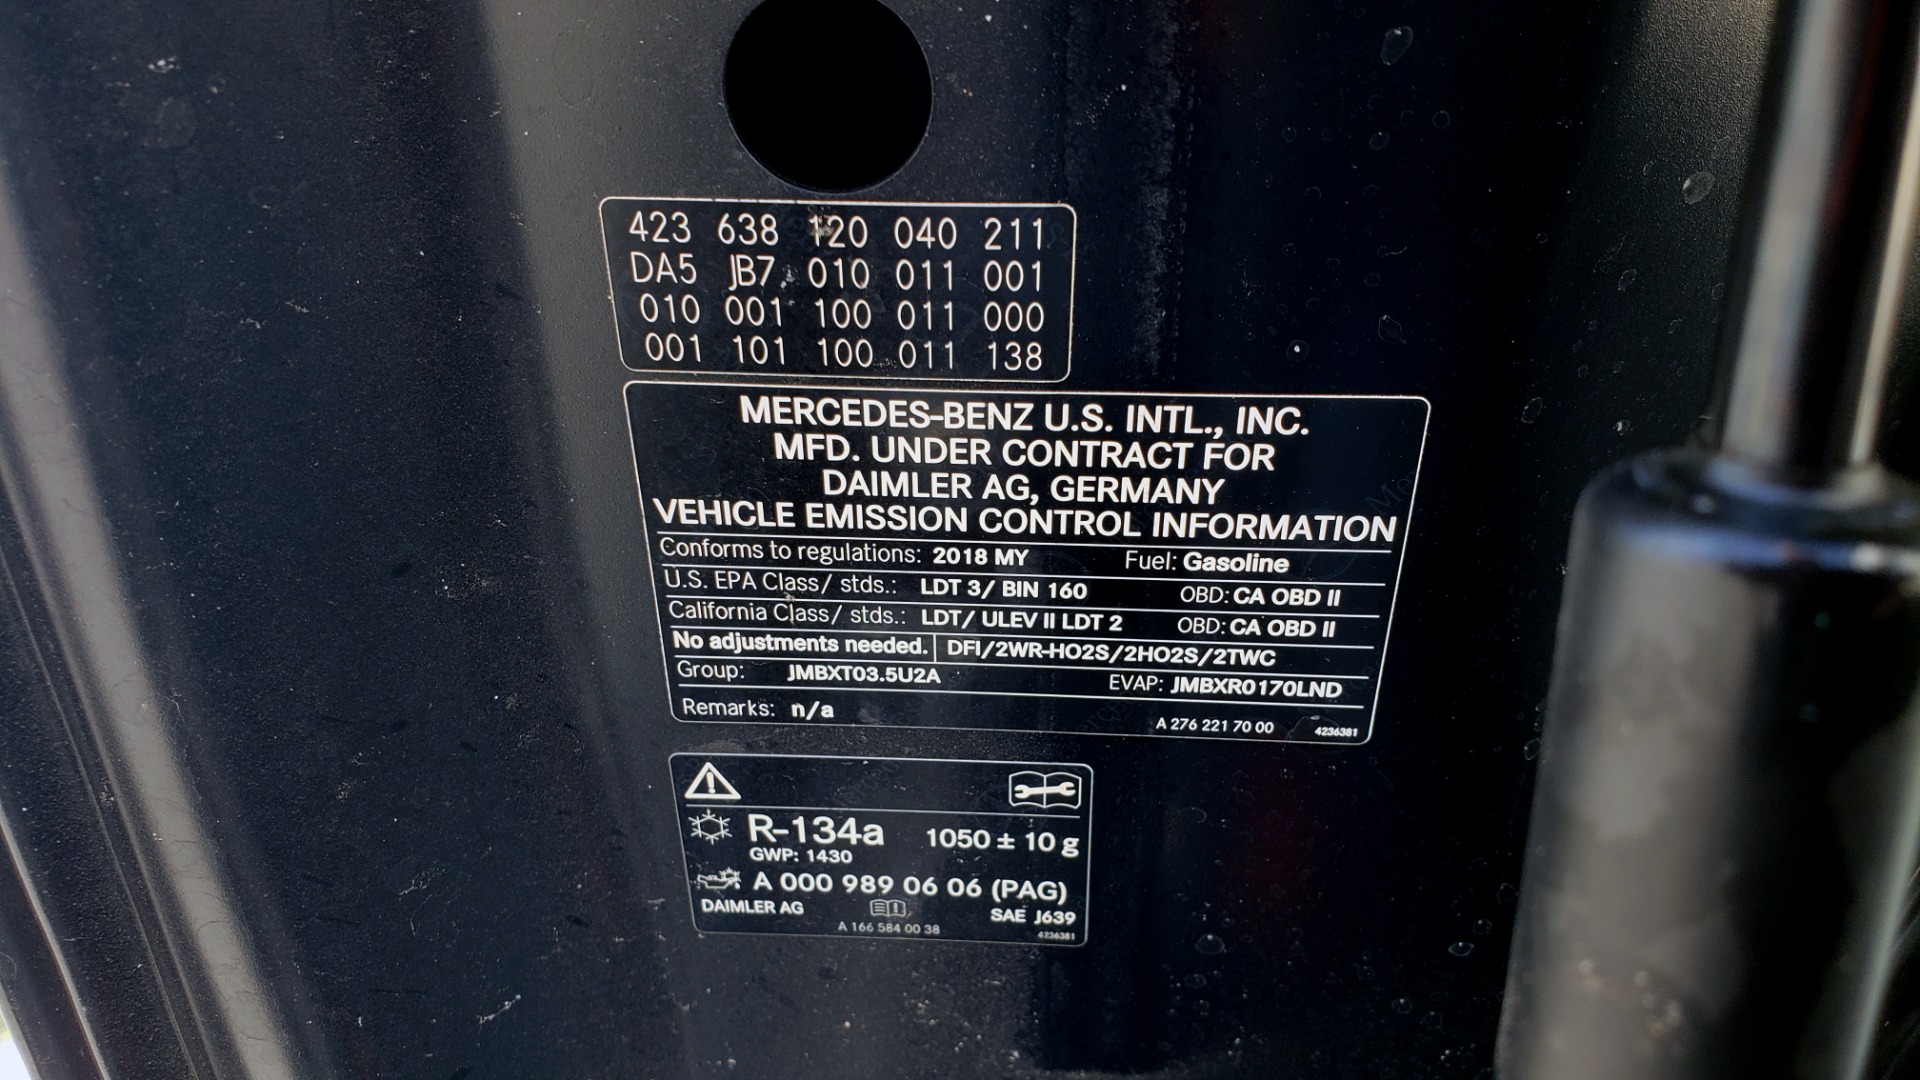 423 638 120 040 211
DA5 JB7 010 011 001
010 001 100 011 000
001 101 100 011 138
MERCEDES-BENZ U.S. INTL., INC.
MFD. UNDER CONTRACT FOR
DAIMLER AG, GERMANY
VEHICLE EMISSION CONTROL INFORMATION
Conforms to regulations: 2018 MY Fuel: Gasoline
U.S. EPA Class/ stds.: LDT 3/ BIN 160 OBD: CA OBD II
California Class/ stds.: LDT/ ULEV II LDT 2 OBD: CA OBD II
No adjustments needed. DFI/2WR-HO2S/2HO2S/2TWC
Group: JMBXT03.5U2A EVAP: JMBXR0170LND
Remarks: n/a
A 276 221 70 00 4236381
R-134a 1050 ± 10 g
GWP: 1430
A 000 989 06 06 (PAG)
DAIMLER AG SAE J639
A 166 584 00 38 4236381